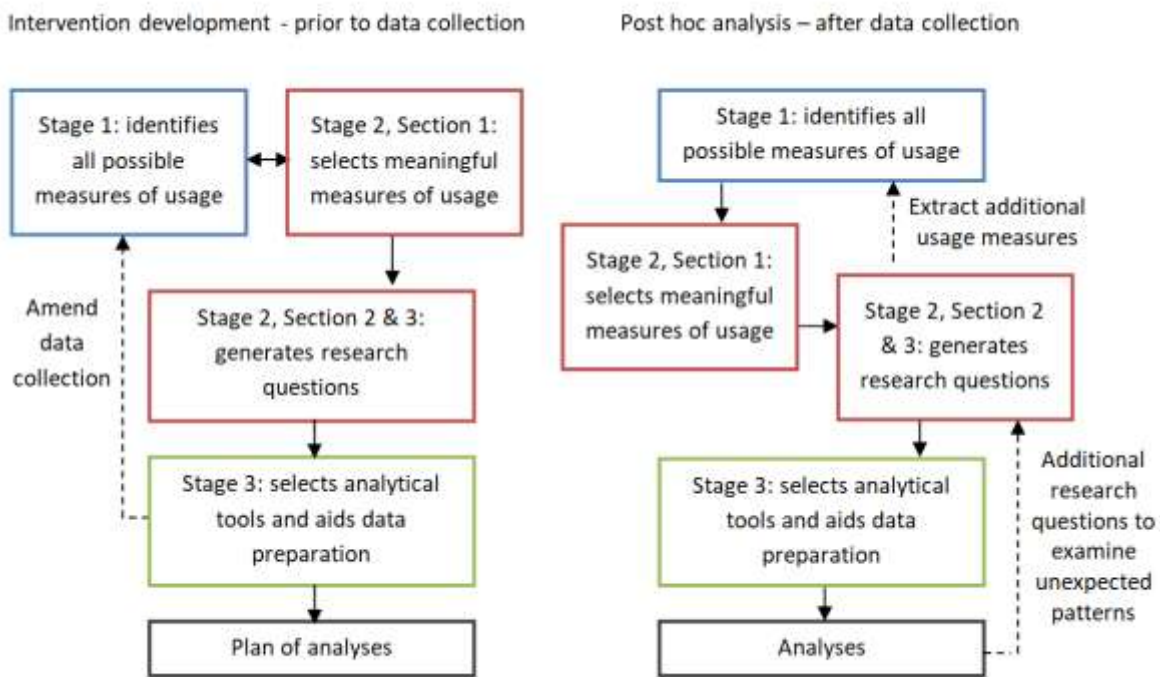 Intervention development - prior to data collection
Stage 1: identifies
all possible
measures of usage
Stage 2, Section 1:
selects meaningful
measures of usage
Amend
data
collection
Stage 2, Section 2 & 3:
generates research
questions
Stage 3: selects analytical
tools and aids data
preparation
Plan of analyses
Post hoc analysis – after data collection
Stage 1: identifies all
possible measures of usage
Extract additional
usage measures
Stage 2, Section 1:
selects meaningful
measures of usage
Stage 2, Section 2
& 3: generates
research questions
Stage 3: selects analytical
tools and aids data
preparation
Additional
research
questions to
examine
unexpected
patterns
Analyses